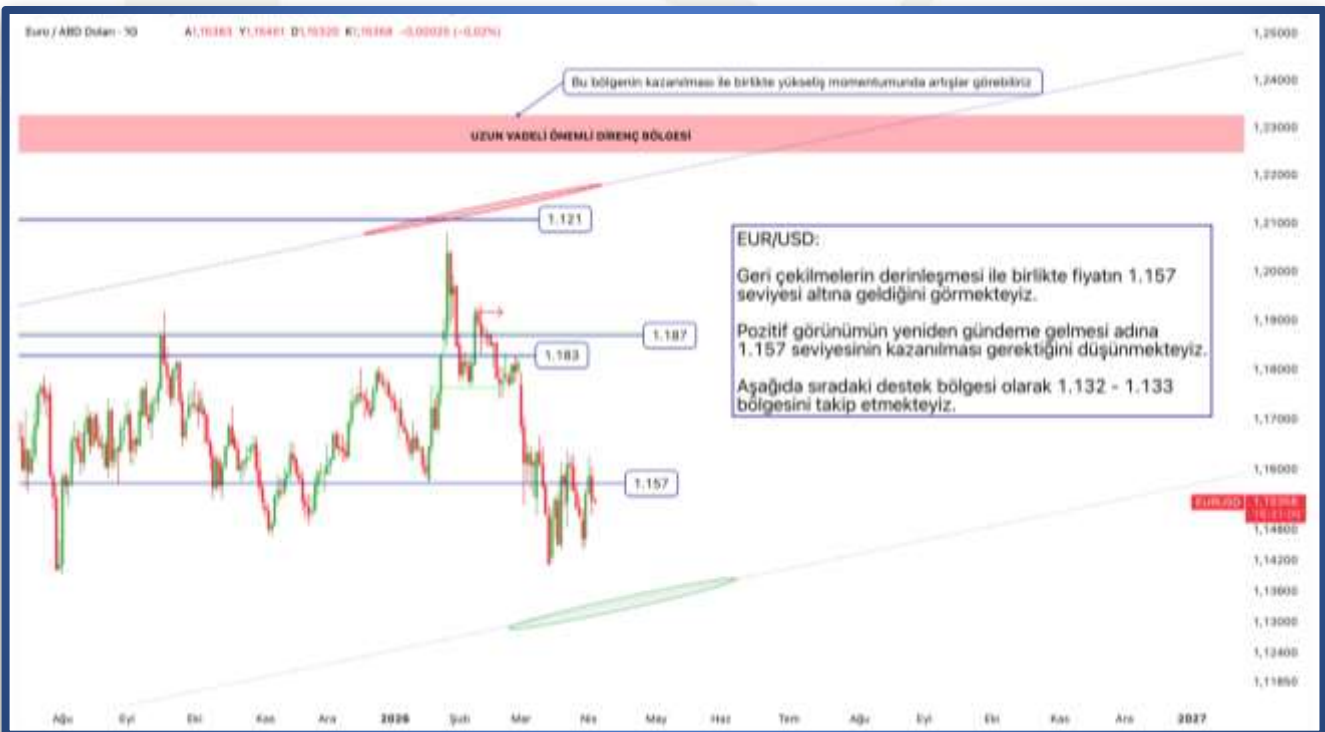 Euro / ABD Doları - 1G
Bu bölgenin kazanılması ile birlikte yükseliş momentumunda artışlar görebiliriz
UZUN VADELİ ÖNEMLİ DİRENÇ BÖLGESİ
1.121
1.187
1.183
1.157
EUR/USD:
Geri çekilmelerin derinleşmesi ile birlikte fiyatın 1.157
seviyesi altına geldiğini görmekteyiz.
Pozitif görünümün yeniden gündeme gelmesi adına
1.157 seviyesinin kazanılması gerektiğini düşünmekteyiz.
Aşağıda sıradaki destek bölgesi olarak 1.132 - 1.133
bölgesini takip etmekteyiz.
1,25000
1,24000
1,23000
1,22000
1,21000
1,20000
1,19000
1,18000
1,17000
1,16000
EURUSD
1,14800
1,14200
1,13600
1,13000
1,12400
1,11850
Ağu Eyl Eki Kas Ara 2026 Şub Mar Nis May Haz Tem Ağu Eyl Eki Kas Ara 2027